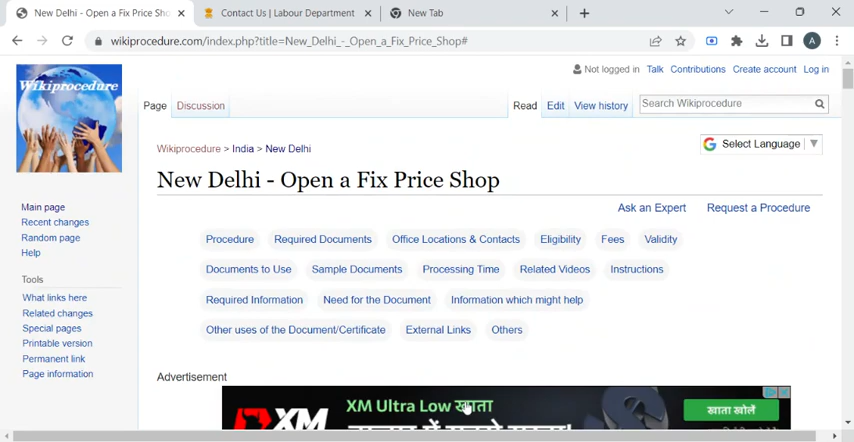 New Delhi - Open a Fix Price Sho
Contact Us | Labour Department
New Tab
wikiprocedure.com/index.php?title=New_Delhi_-_Open_a_Fix_Price_Shop#
A
Not logged in Talk Contributions Create account Log in
Wikiprocedure
Page Discussion Read Edit View history Search Wikiprocedure
Wikiprocedure > India > New Delhi
G Select Language
New Delhi - Open a Fix Price Shop
Ask an Expert Request a Procedure
Main page
Recent changes
Random page
Help
Tools
What links here
Related changes
Special pages
Printable version
Permanent link
Page information
Procedure Required Documents Office Locations & Contacts Eligibility Fees Validity
Documents to Use Sample Documents Processing Time Related Videos Instructions
Required Information Need for the Document Information which might help
Other uses of the Document/Certificate External Links Others
Advertisement
XM
XM Ultra Low खाता
खाता खोलें